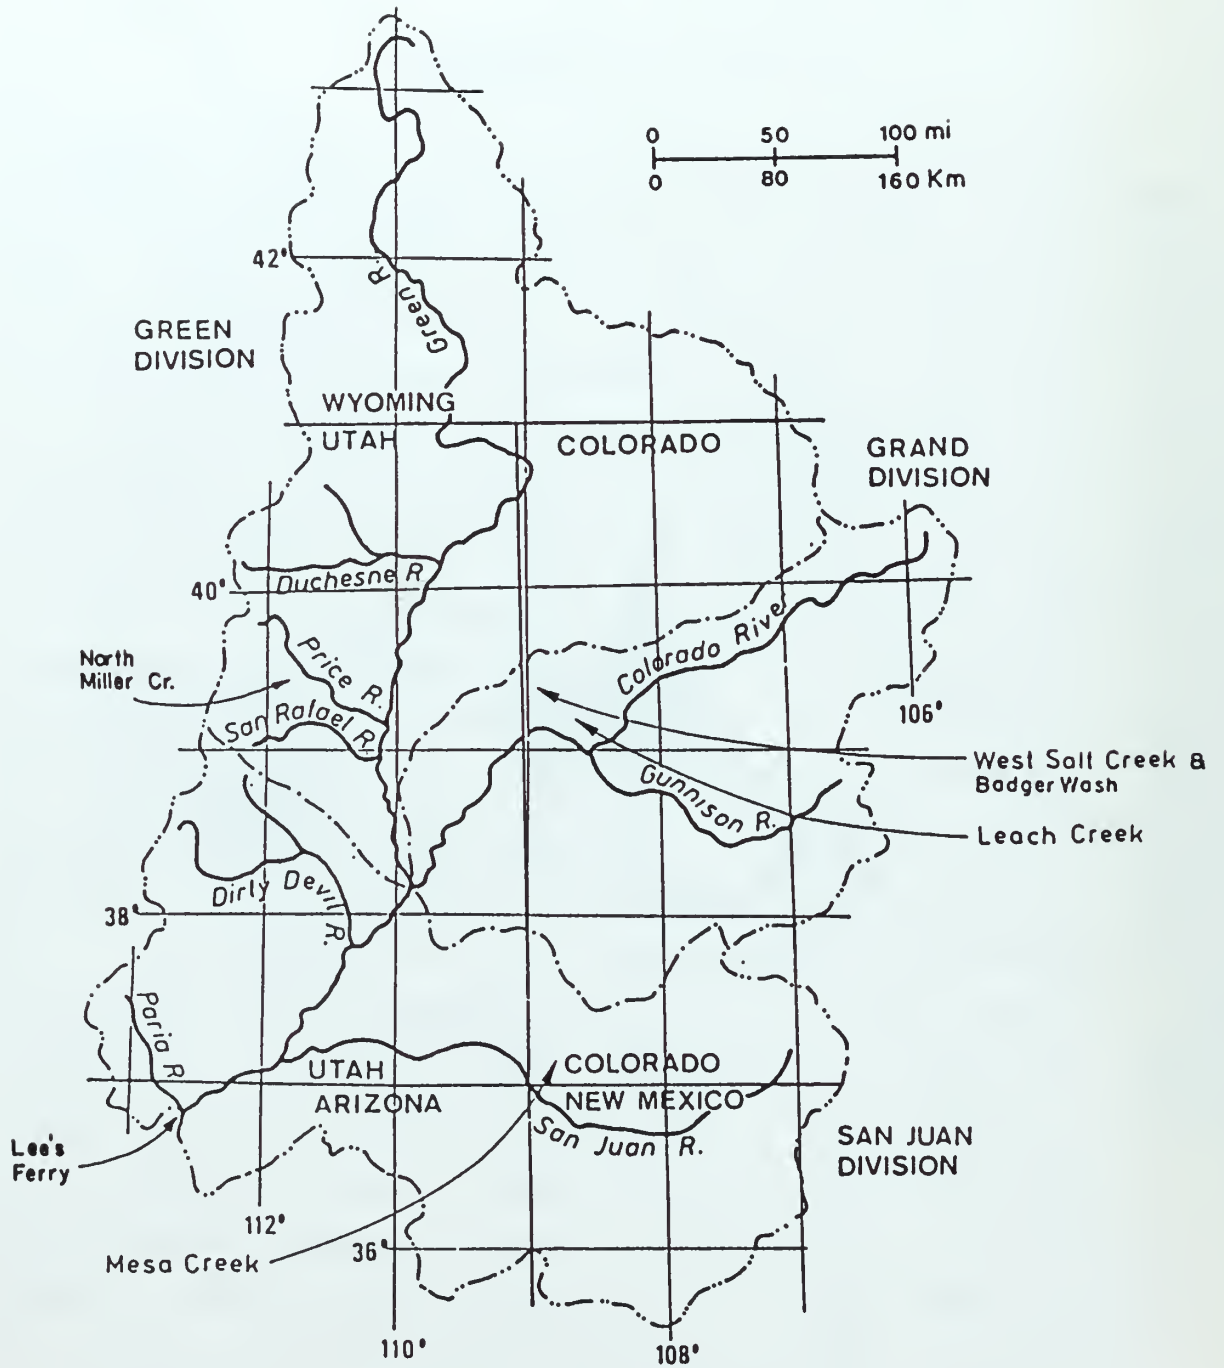 0 50 100 mi
0 80 160 Km
42°
Green R.
GREEN
DIVISION
WYOMING
UTAH
COLORADO
GRAND
DIVISION
Duchesne R
40°
Colorado River
North
Miller Cr.
Price R.
San Rafael R.
106°
West Salt Creek &
Badger Wash
Gunnison R.
Leach Creek
Dirty Devil R.
38°
Paria R
UTAH
ARIZONA
COLORADO
NEW MEXICO
San Juan R.
Lee's
Ferry
SAN JUAN
DIVISION
112°
Mesa Creek
36°
110°
108°